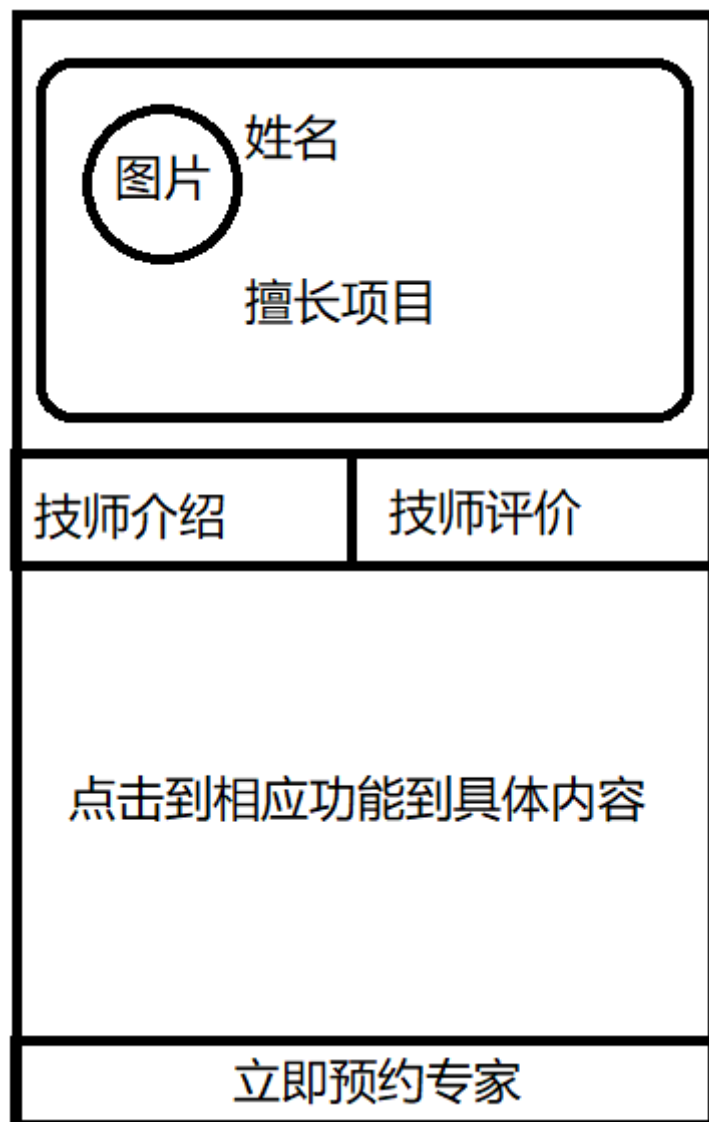 姓名
图片
擅长项目
技师介绍
技师评价
点击到相应功能到具体内容
立即预约专家